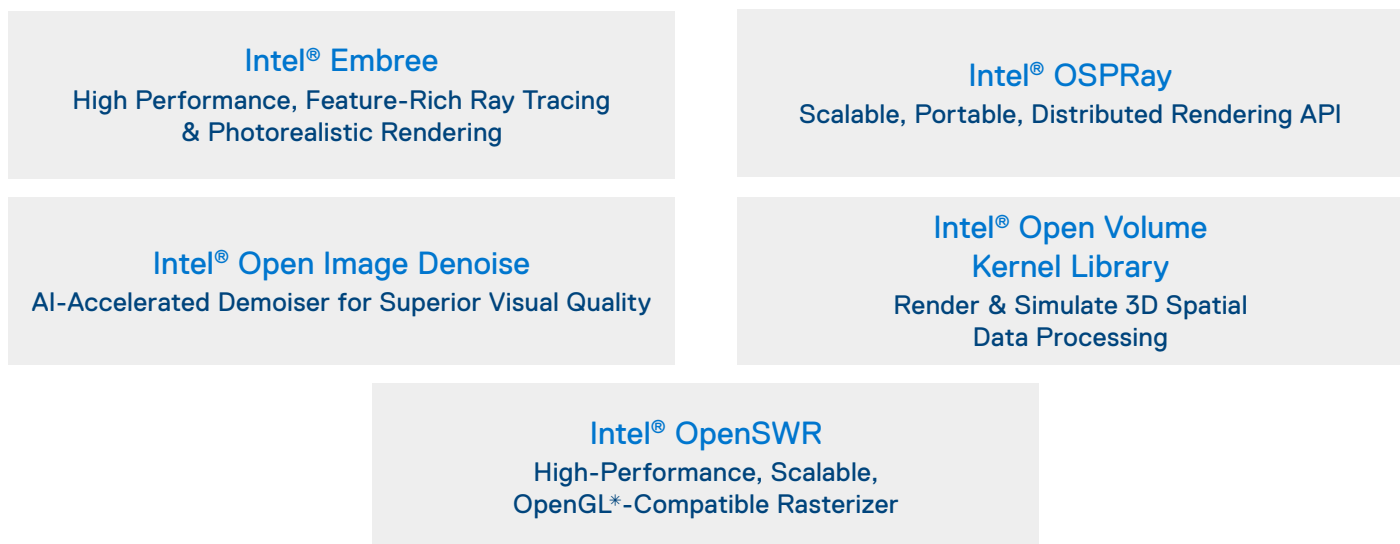 Intel® Embree
High Performance, Feature-Rich Ray Tracing
& Photorealistic Rendering
Intel® OSPRay
Scalable, Portable, Distributed Rendering API
Intel® Open Image Denoise
AI-Accelerated Demoiser for Superior Visual Quality
Intel® Open Volume
Kernel Library
Render & Simulate 3D Spatial
Data Processing
Intel® OpenSWR
High-Performance, Scalable,
OpenGL*-Compatible Rasterizer